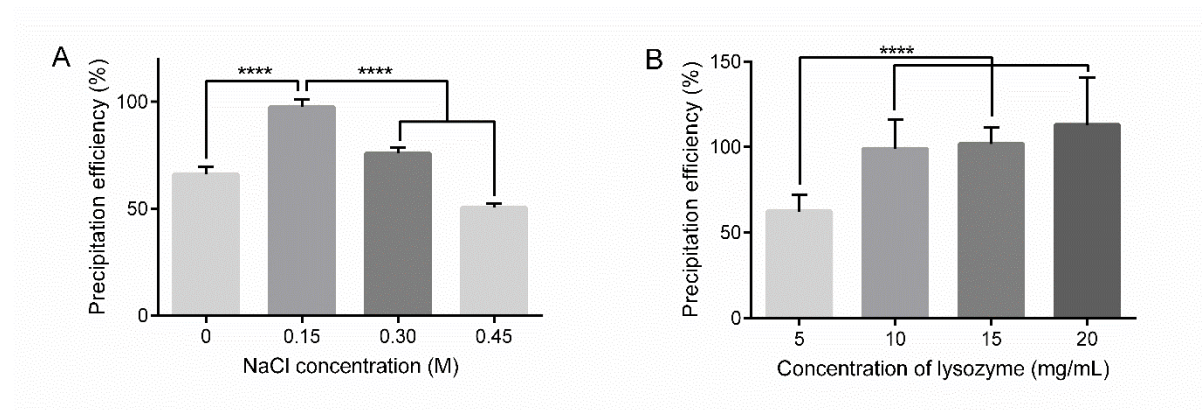 A
Precipitation efficiency (%)
100
50
0
****
****
0 0.15 0.30 0.45
NaCl concentration (M)
B
Precipitation efficiency (%)
150
100
50
0
****
5 10 15 20
Concentration of lysozyme (mg/mL)